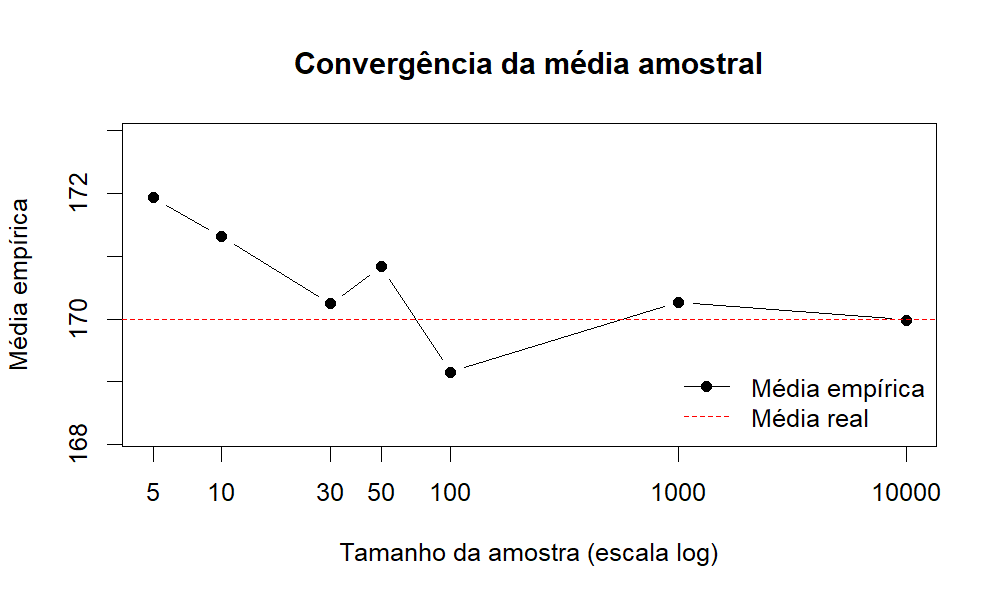 Convergência da média amostral
Média empírica
172
170
168
Média empírica
Média real
5 10 30 50 100 1000 10000
Tamanho da amostra (escala log)